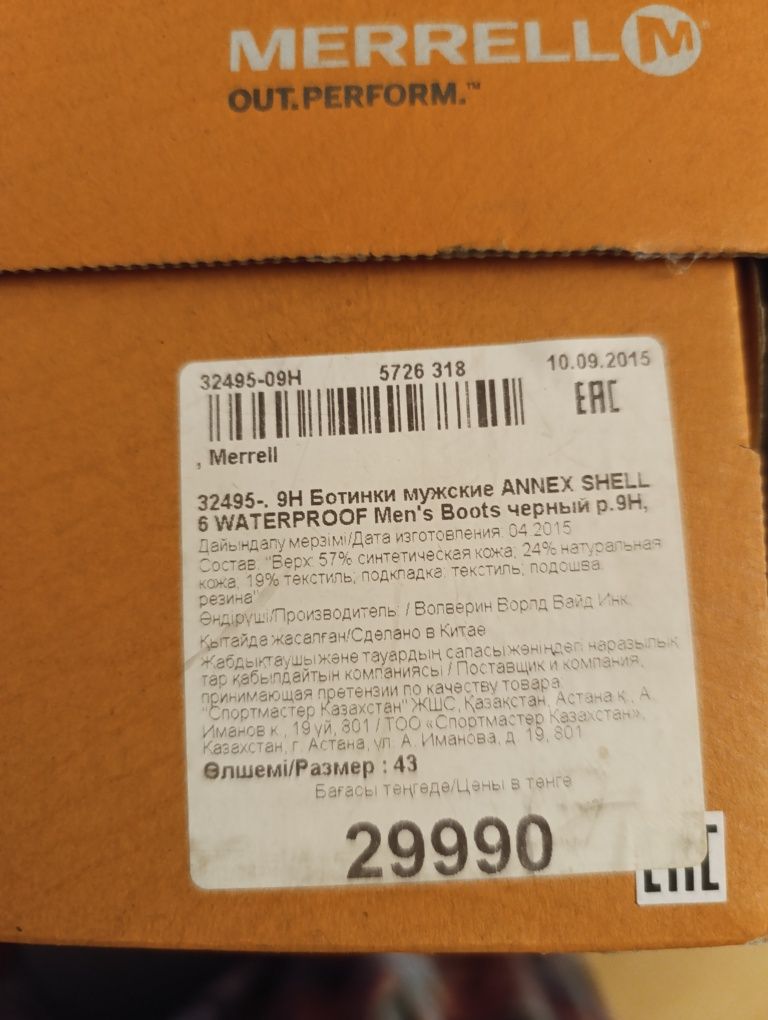 MERRELL
OUT.PERFORM.™
32495-09H 5726 318 10.09.2015
EAC
, Merrell
32495-. 9H Ботинки мужские ANNEX SHELL
6 WATERPROOF Men's Boots черный р.9H,
Дайындалу мерзімі/Дата изготовления: 04.2015
Состав: "Верх: 57% синтетическая кожа; 24% натуральная
кожа; 19% текстиль; подкладка: текстиль; подошва:
резина"
Өндіруші/Производитель: / Волверин Ворлд Вайд Инк.
Қытайда жасалған/Сделано в Китае
Жабдықтаушы және тауардың сапасы жөніндегі наразылық
тар қабылдайтын компаниясы / Поставщик и компания,
принимающая претензии по качеству товара:
"Спортмастер Казахстан" ЖШС, Қазақстан, Астана қ., А.
Иманов к., 19 үй, 801 / ТОО «Спортмастер Казахстан»,
Казахстан, г. Астана, ул. А. Иманова, д. 19, 801
Өлшемі/Размер : 43
Бағасы теңгеде/Цены в тенге
29990